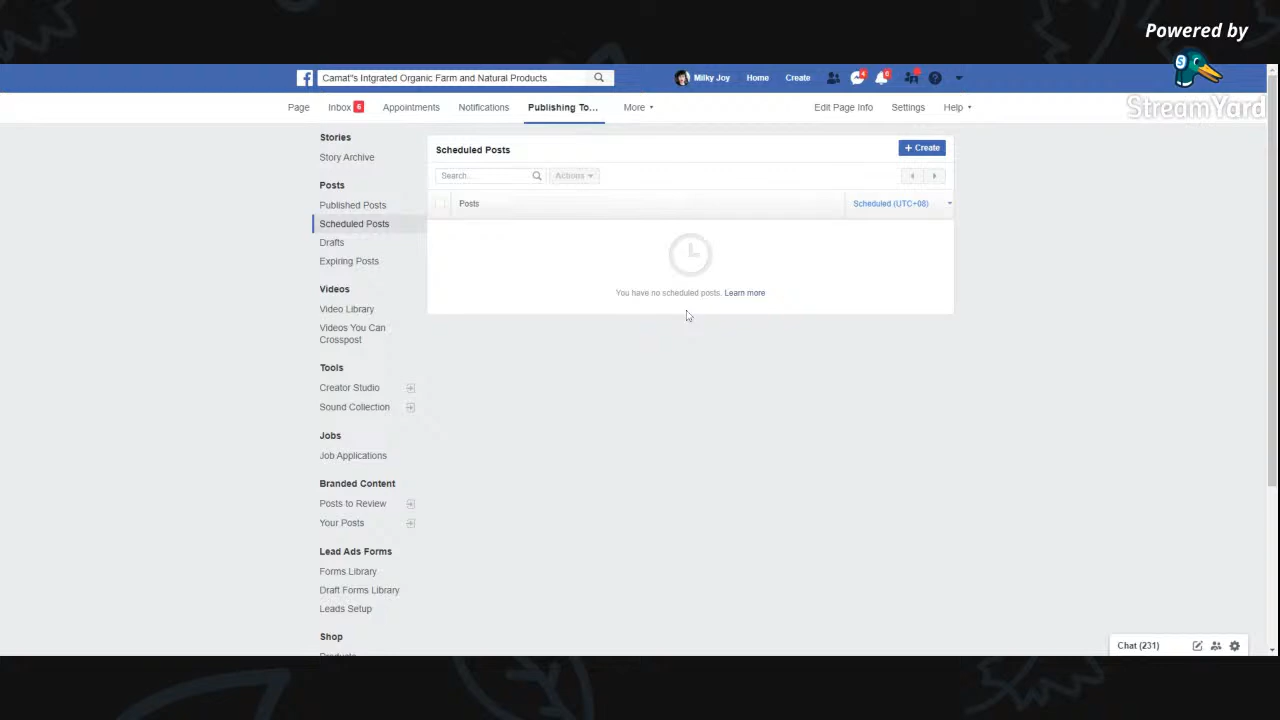 Powered by
StreamYard
Camat"s Intgrated Organic Farm and Natural Products
Milky Joy
Home
Create
4
8
Page
Inbox 6
Appointments
Notifications
Publishing To...
More
Edit Page Info
Settings
Help
Stories
Story Archive
Posts
Published Posts
Scheduled Posts
Drafts
Expiring Posts
Videos
Video Library
Videos You Can
Crosspost
Tools
Creator Studio
Sound Collection
Jobs
Job Applications
Branded Content
Posts to Review
Your Posts
Lead Ads Forms
Forms Library
Draft Forms Library
Leads Setup
Shop
Products
Scheduled Posts
+ Create
Search...
Actions
Posts
Scheduled (UTC+08)
You have no scheduled posts. Learn more
Chat (231)